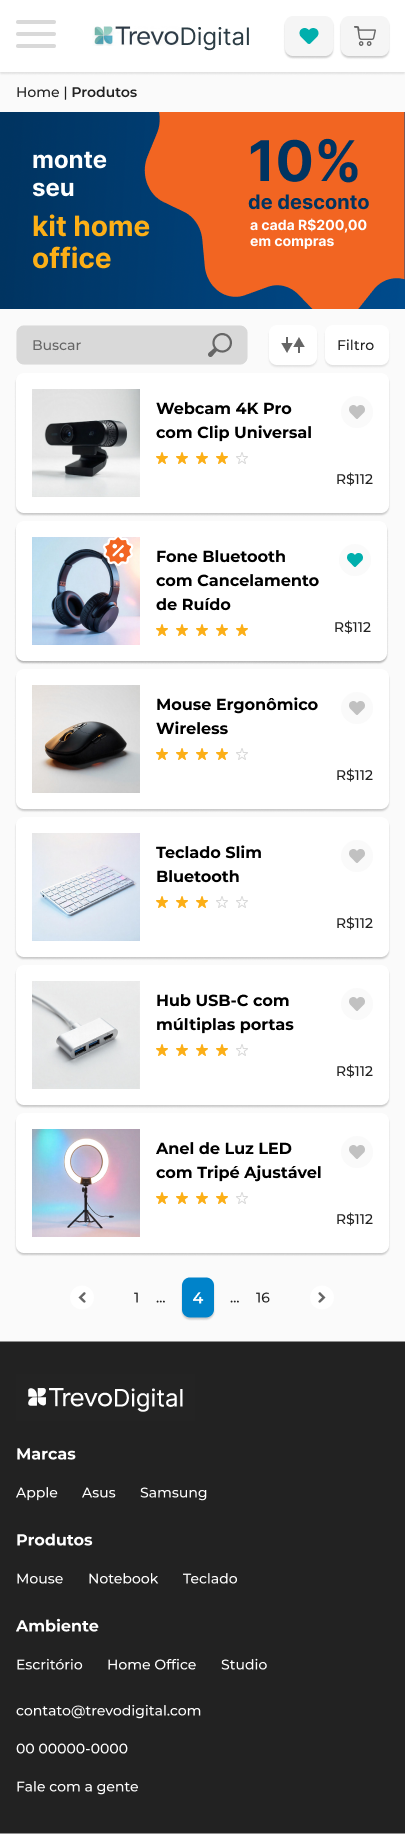 TrevoDigital
Home | Produtos
monte
seu
kit home
office
10%
de desconto
a cada R$200,00
em compras
Buscar
Filtro
Webcam 4K Pro
com Clip Universal
R$112
%
Fone Bluetooth
com Cancelamento
de Ruído
R$112
Mouse Ergonômico
Wireless
R$112
Teclado Slim
Bluetooth
R$112
Hub USB-C com
múltiplas portas
R$112
Anel de Luz LED
com Tripé Ajustável
R$112
1 ... 4 ... 16
TrevoDigital
Marcas
Apple Asus Samsung
Produtos
Mouse Notebook Teclado
Ambiente
Escritório Home Office Studio
contato@trevodigital.com
00 00000-0000
Fale com a gente